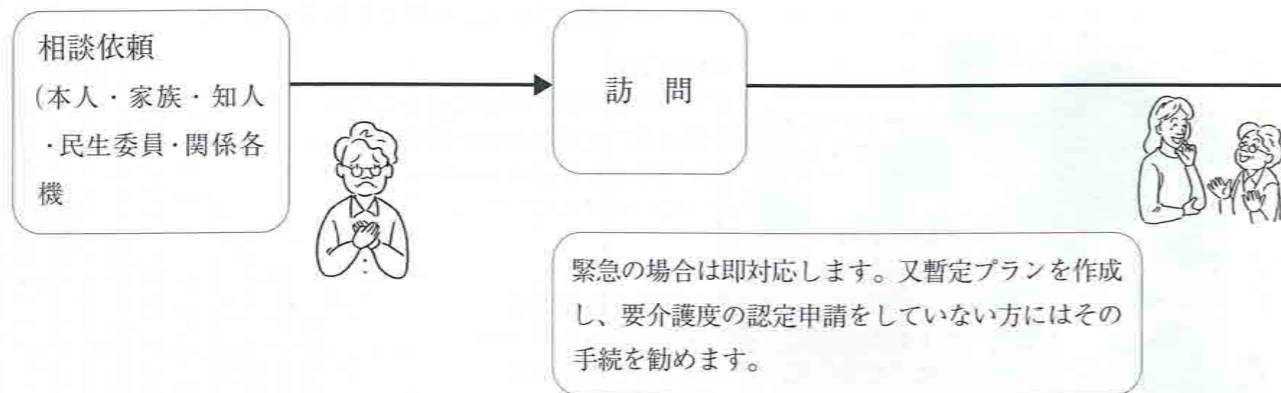 相談依頼
(本人・家族・知人
・民生委員・関係各
機
訪　問
緊急の場合は即対応します。又暫定プランを作成
し、要介護度の認定申請をしていない方にはその
手続を勧めます。